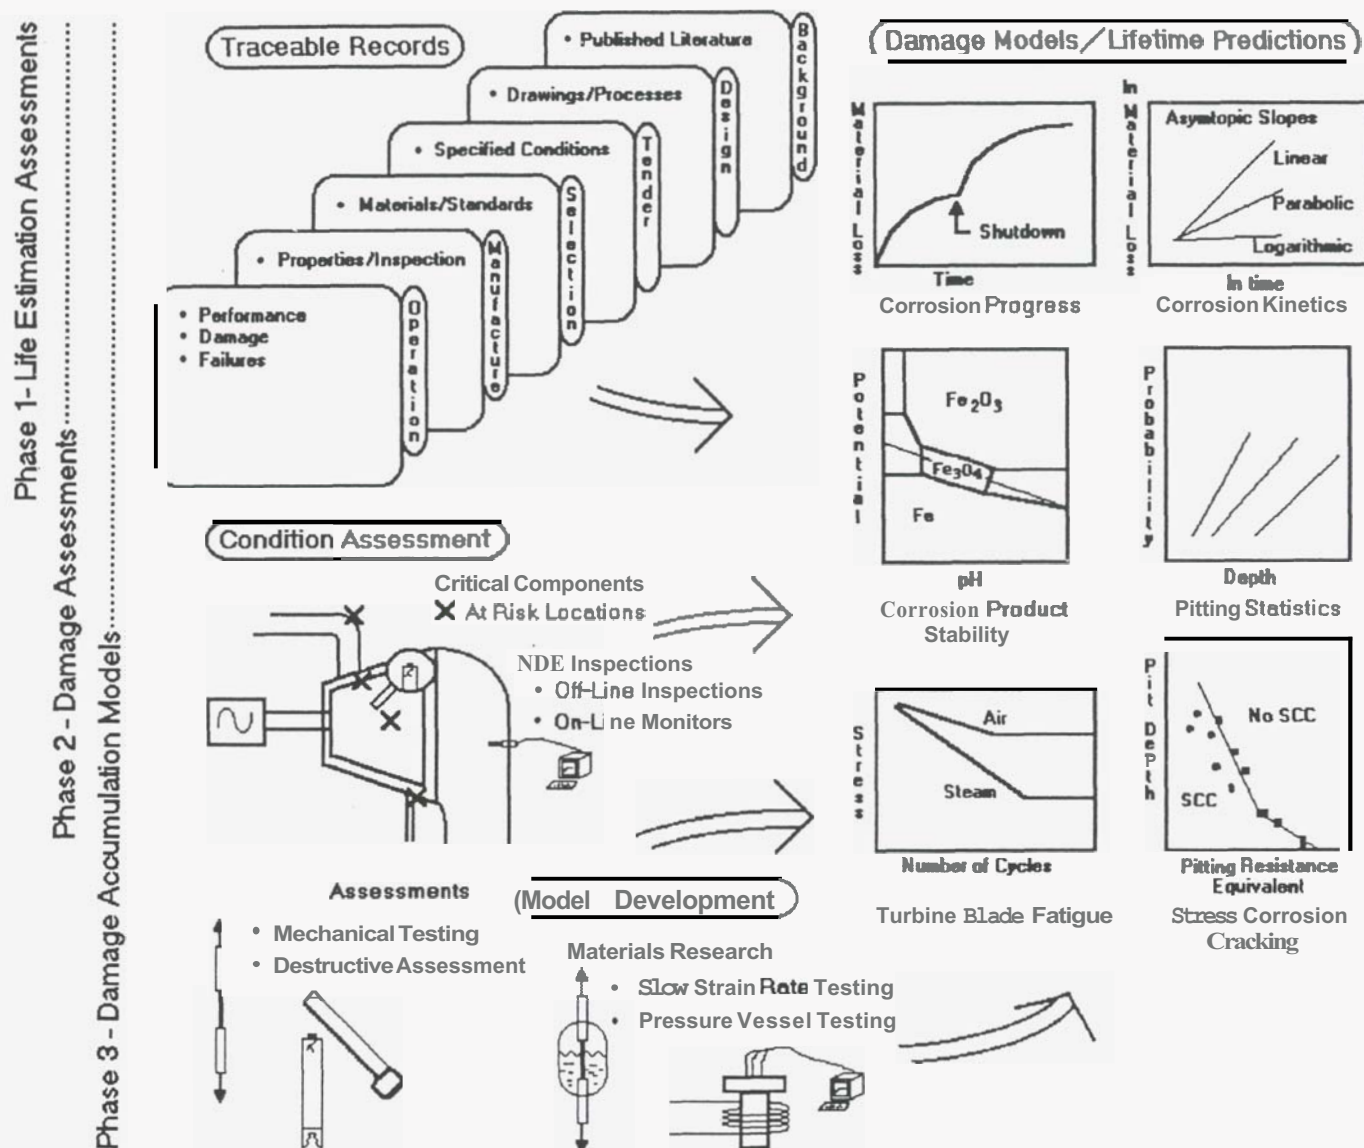 Phase 1- Life Estimation Assessments
Phase 2 - Damage Assessments
Phase 3 - Damage Accumulation Models
Traceable Records
• Published Literature
Background
• Drawings/Processes
Design
• Specified Conditions
Tender
• Materials/Standards
Selection
• Properties/Inspection
Manufacture
• Performance
• Damage
• Failures
Operation
Condition Assessment
Critical Components
✕ At Risk Locations
NDE Inspections
• Off-Line Inspections
• On-Line Monitors
Assessments
• Mechanical Testing
• Destructive Assessment
(Model Development)
Materials Research
• Slow Strain Rate Testing
• Pressure Vessel Testing
(Damage Models/Lifetime Predictions)
Material Loss
Shutdown
Time
Corrosion Progress
In
Material Loss
Asymtopic Slopes
Linear
Parabolic
Logarithmic
In time
Corrosion Kinetics
Potential
Fe2O3
Fe3O4
Fe
pH
Corrosion Product
Stability
Probability
Depth
Pitting Statistics
Stress
Air
Steam
Number of Cycles
Turbine Blade Fatigue
Pit DePth
No SCC
SCC
Pitting Resistance
Equivalent
Stress Corrosion
Cracking